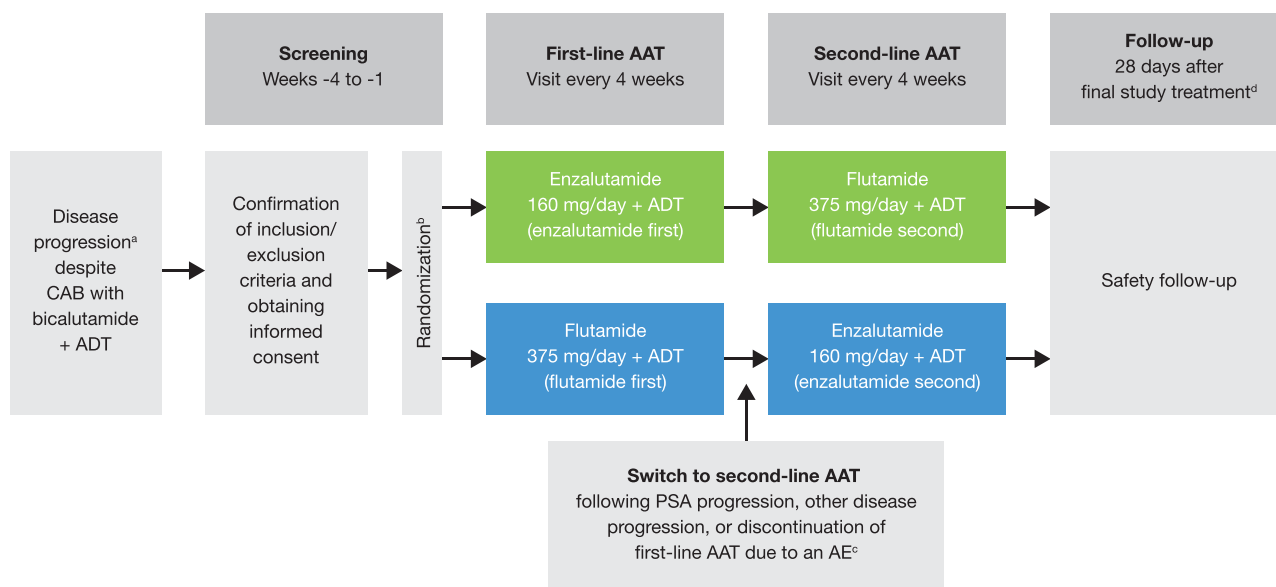 Screening
Weeks -4 to -1
First-line AAT
Visit every 4 weeks
Second-line AAT
Visit every 4 weeks
Follow-up
28 days after
final study treatmentᵈ
Disease
progressionᵃ
despite
CAB with
bicalutamide
+ ADT
Confirmation
of inclusion/
exclusion
criteria and
obtaining
informed
consent
Randomizationᵇ
Enzalutamide
160 mg/day + ADT
(enzalutamide first)
Flutamide
375 mg/day + ADT
(flutamide second)
Flutamide
375 mg/day + ADT
(flutamide first)
Enzalutamide
160 mg/day + ADT
(enzalutamide second)
Safety follow-up
Switch to second-line AAT
following PSA progression, other disease
progression, or discontinuation of
first-line AAT due to an AEᶜ